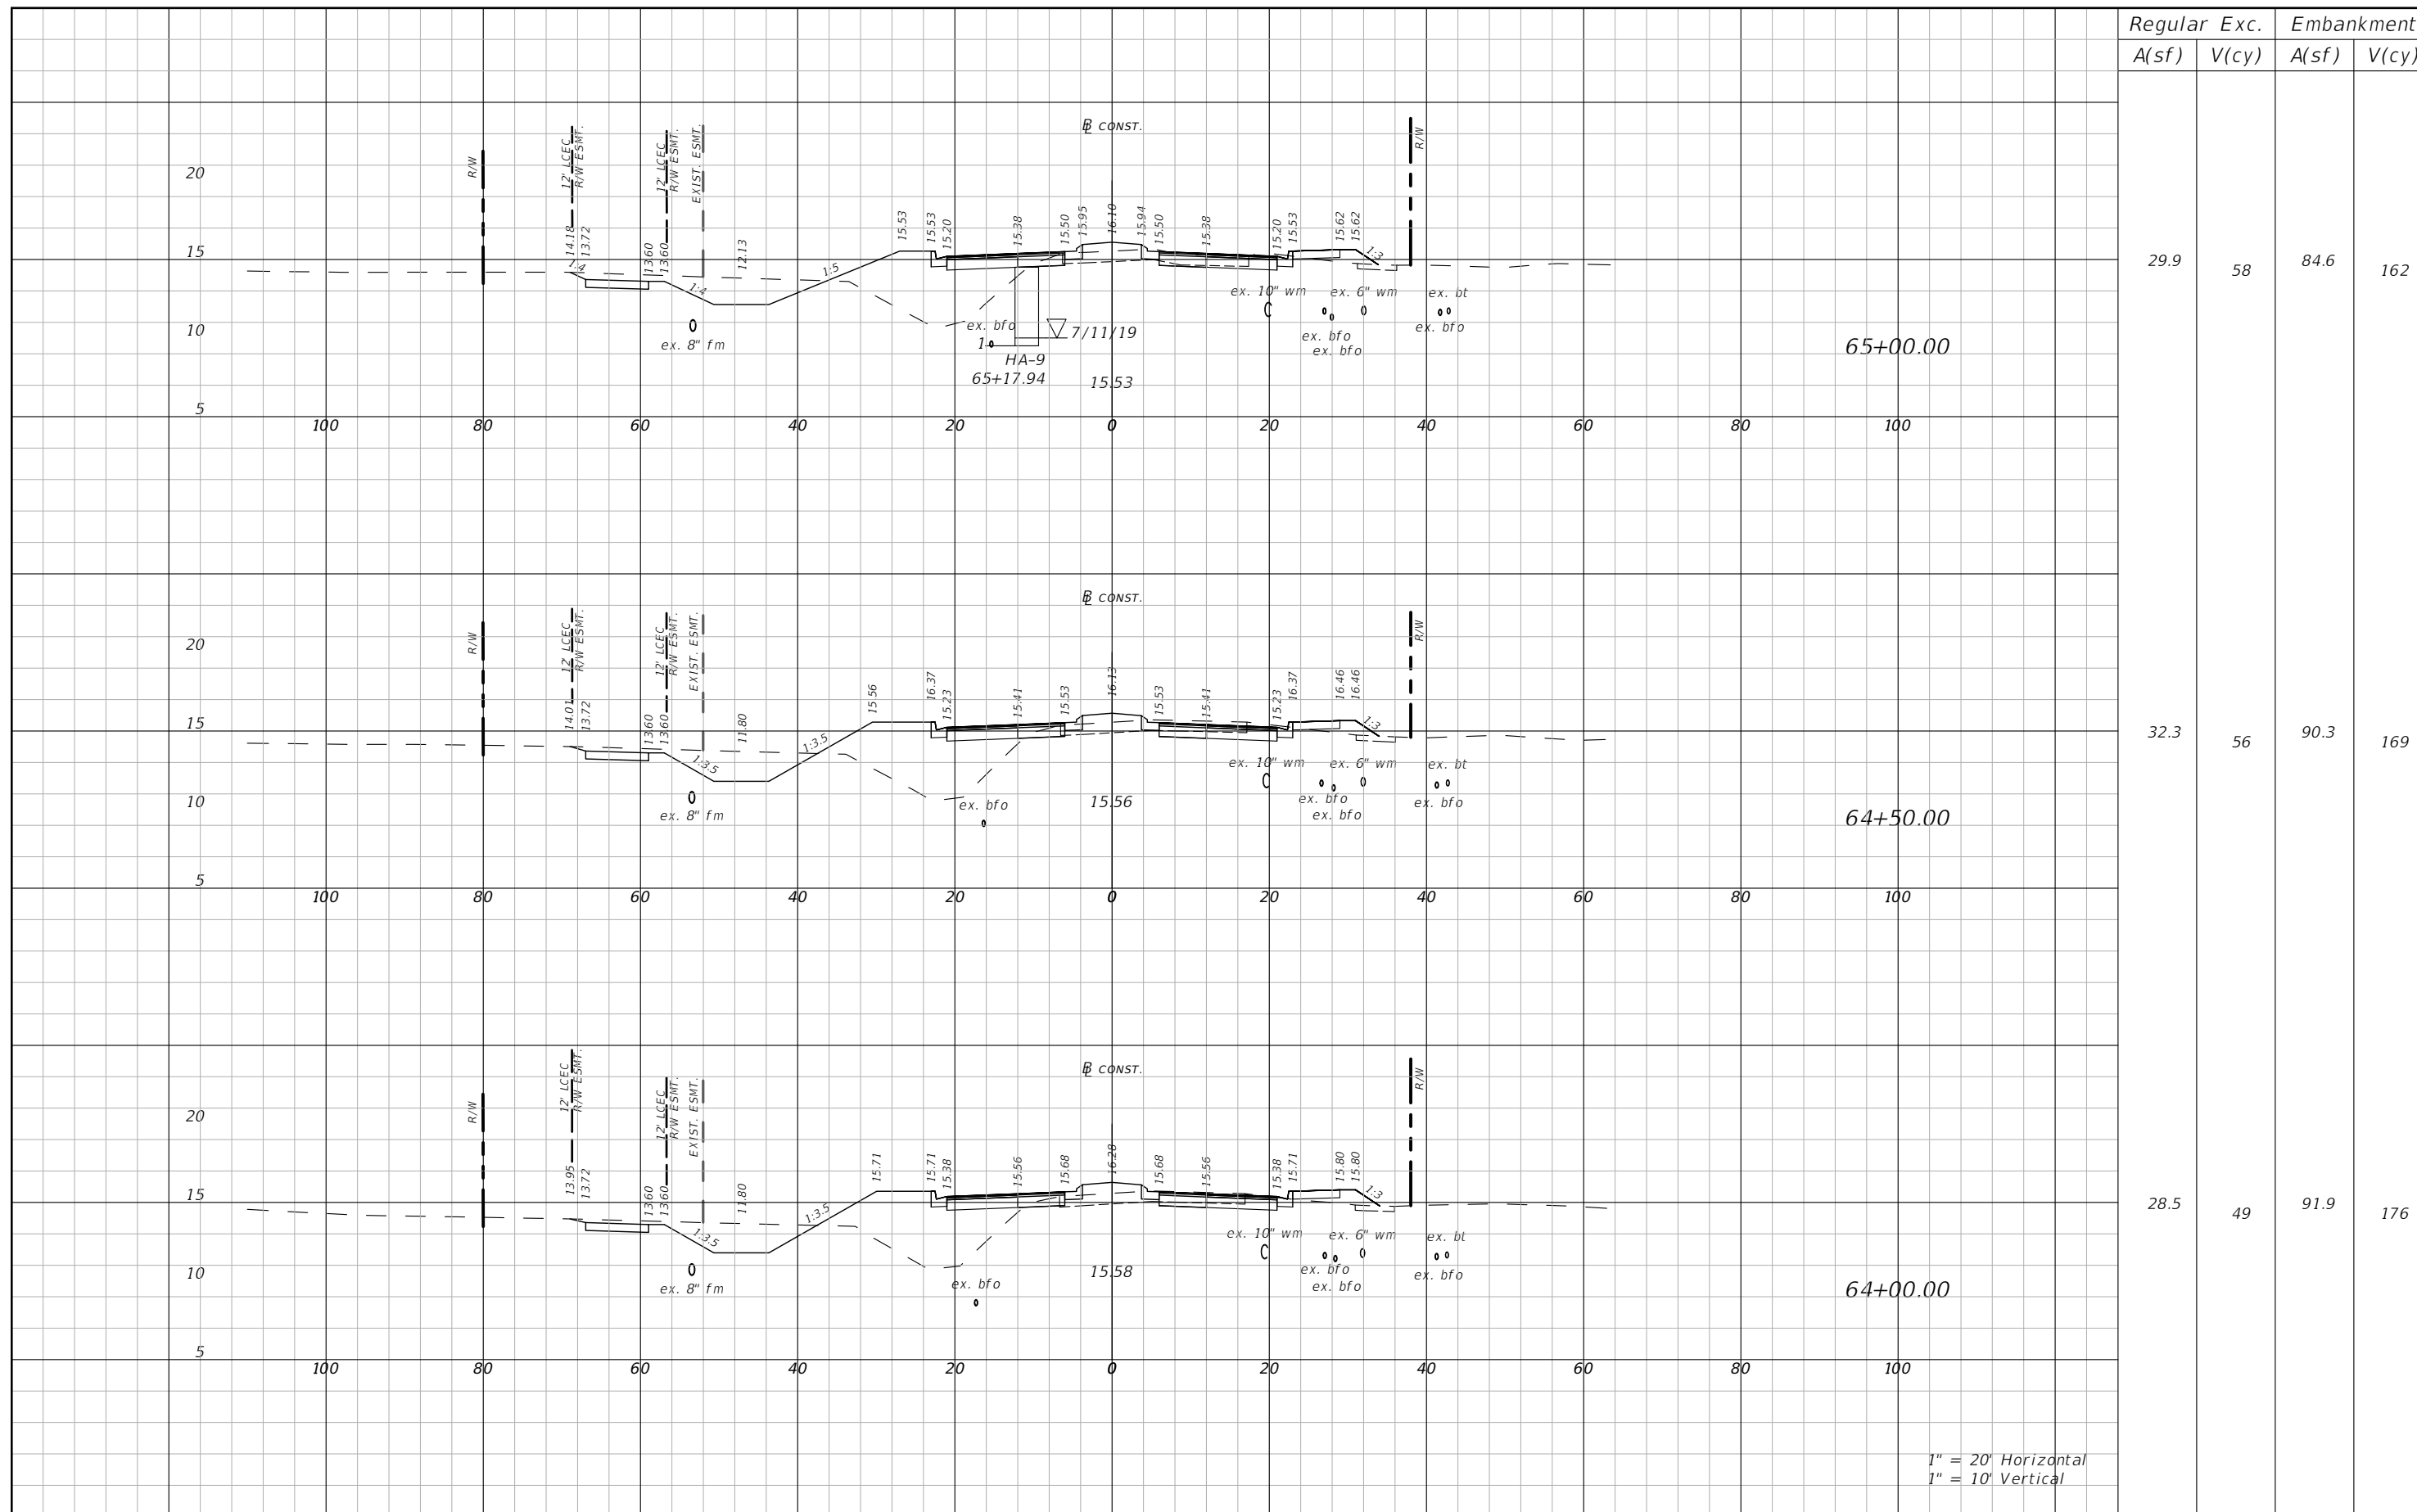 Regular Exc. Embankment
A(sf) V(cy) A(sf) V(cy)
℄ CONST.
R/W
12' LCEC
R/W ESMT.
12' LCEC
R/W ESMT.
EXIST. ESMT.
R/W
20
15
10
5
14.18 13.72 13.60 13.60 12.13 15.53 15.53 15.20 15.38 15.50 15.95 16.10 15.94 15.50 15.38 15.20 15.53 15.62 15.62
1:4 1:4 1:5 1:3
ex. 8" fm
ex. bfo
1
7/11/19
HA-9
65+17.94
15.53
ex. 10" wm
ex. 6" wm
ex. bt
ex. bfo
ex. bfo
ex. bfo
65+00.00
29.9 58 84.6 162
100 80 60 40 20 0 20 40 60 80 100
℄ CONST.
R/W
12' LCEC
R/W ESMT.
12' LCEC
R/W ESMT.
EXIST. ESMT.
R/W
20
15
10
5
14.01 13.72 13.60 13.60 11.80 15.56 16.37 15.23 15.41 15.53 16.13 15.53 15.41 15.23 16.37 16.46 16.46
1:3.5 1:3.5 1:3
ex. 8" fm
ex. bfo
15.56
ex. 10" wm
ex. 6" wm
ex. bt
ex. bfo
ex. bfo
ex. bfo
64+50.00
32.3 56 90.3 169
100 80 60 40 20 0 20 40 60 80 100
℄ CONST.
R/W
12' LCEC
R/W ESMT.
12' LCEC
R/W ESMT.
EXIST. ESMT.
R/W
20
15
10
5
13.95 13.72 13.60 13.60 11.80 15.71 15.71 15.38 15.56 15.68 16.28 15.68 15.56 15.38 15.71 15.80 15.80
1:3.5 1:3.5 1:3
ex. 8" fm
ex. bfo
15.58
ex. 10" wm
ex. 6" wm
ex. bt
ex. bfo
ex. bfo
ex. bfo
64+00.00
28.5 49 91.9 176
100 80 60 40 20 0 20 40 60 80 100
1" = 20' Horizontal
1" = 10' Vertical